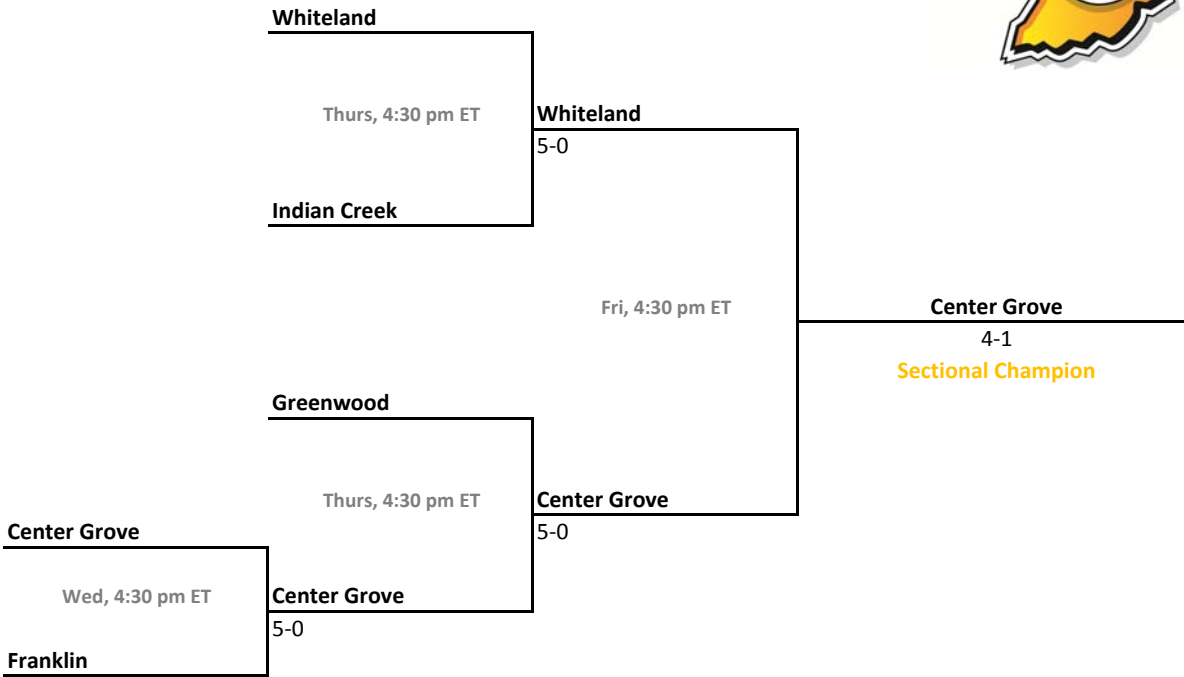 Whiteland
Thurs, 4:30 pm ET
Whiteland
5-0
Indian Creek
Fri, 4:30 pm ET
Center Grove
4-1
Sectional Champion
Greenwood
Thurs, 4:30 pm ET
Center Grove
5-0
Center Grove
Wed, 4:30 pm ET
Center Grove
5-0
Franklin